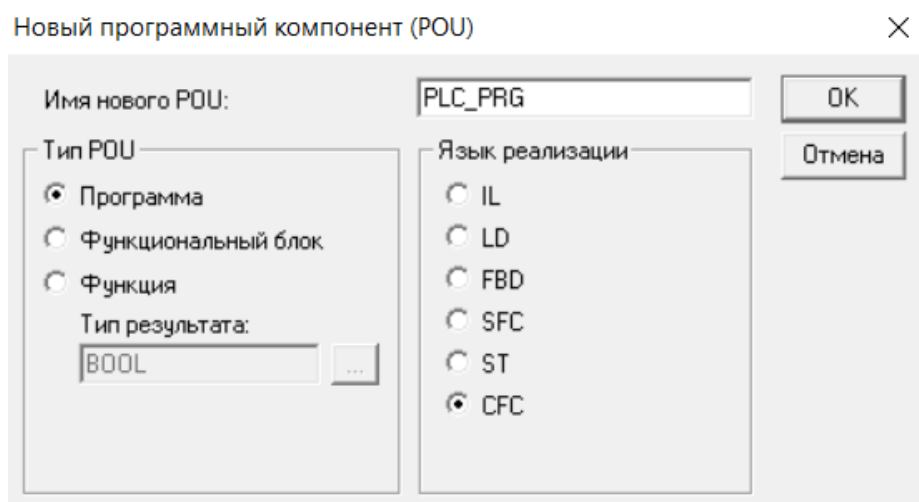 Новый программный компонент (POU)
Имя нового POU:
PLC_PRG
OK
Отмена
Тип POU
Программа
Функциональный блок
Функция
Тип результата:
BOOL
...
Язык реализации
IL
LD
FBD
SFC
ST
CFC